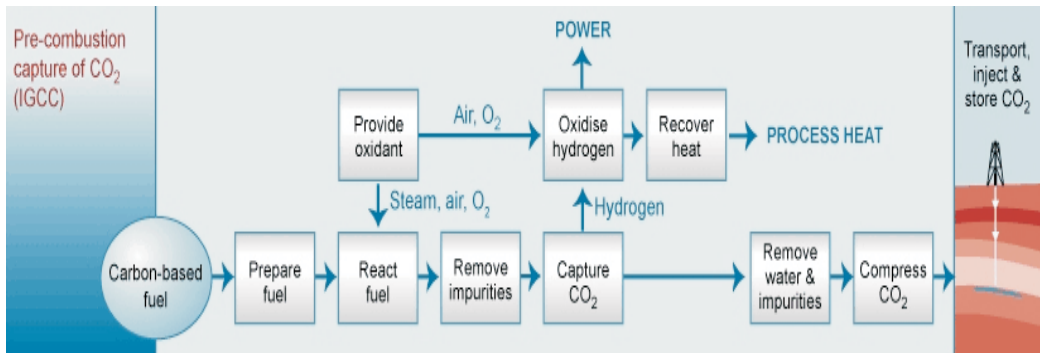 Pre-combustion
capture of CO₂
(IGCC)
POWER
Transport,
inject &
store CO₂
Provide
oxidant
Air, O₂
Oxidise
hydrogen
Recover
heat
PROCESS HEAT
Steam, air, O₂
Hydrogen
Carbon-based
fuel
Prepare
fuel
React
fuel
Remove
impurities
Capture
CO₂
Remove
water &
impurities
Compress
CO₂